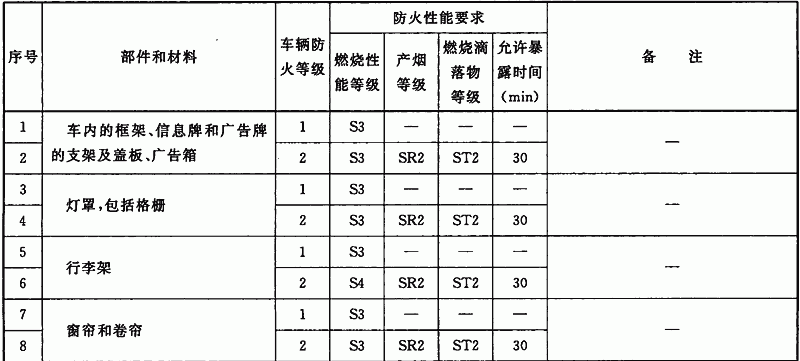 序号 部件和材料 车辆防火等级 防火性能要求 备 注
燃烧性能等级 产烟等级 燃烧滴落物等级 允许暴露时间(min)
1 车内的框架、信息牌和广告牌的支架及盖板、广告箱 1 S3 — — — —
2 2 S3 SR2 ST2 30
3 灯罩,包括格栅 1 S3 — — — —
4 2 S3 SR2 ST2 30
5 行李架 1 S3 — — — —
6 2 S4 SR2 ST2 30
7 窗帘和卷帘 1 S3 — — — —
8 2 S3 SR2 ST2 30